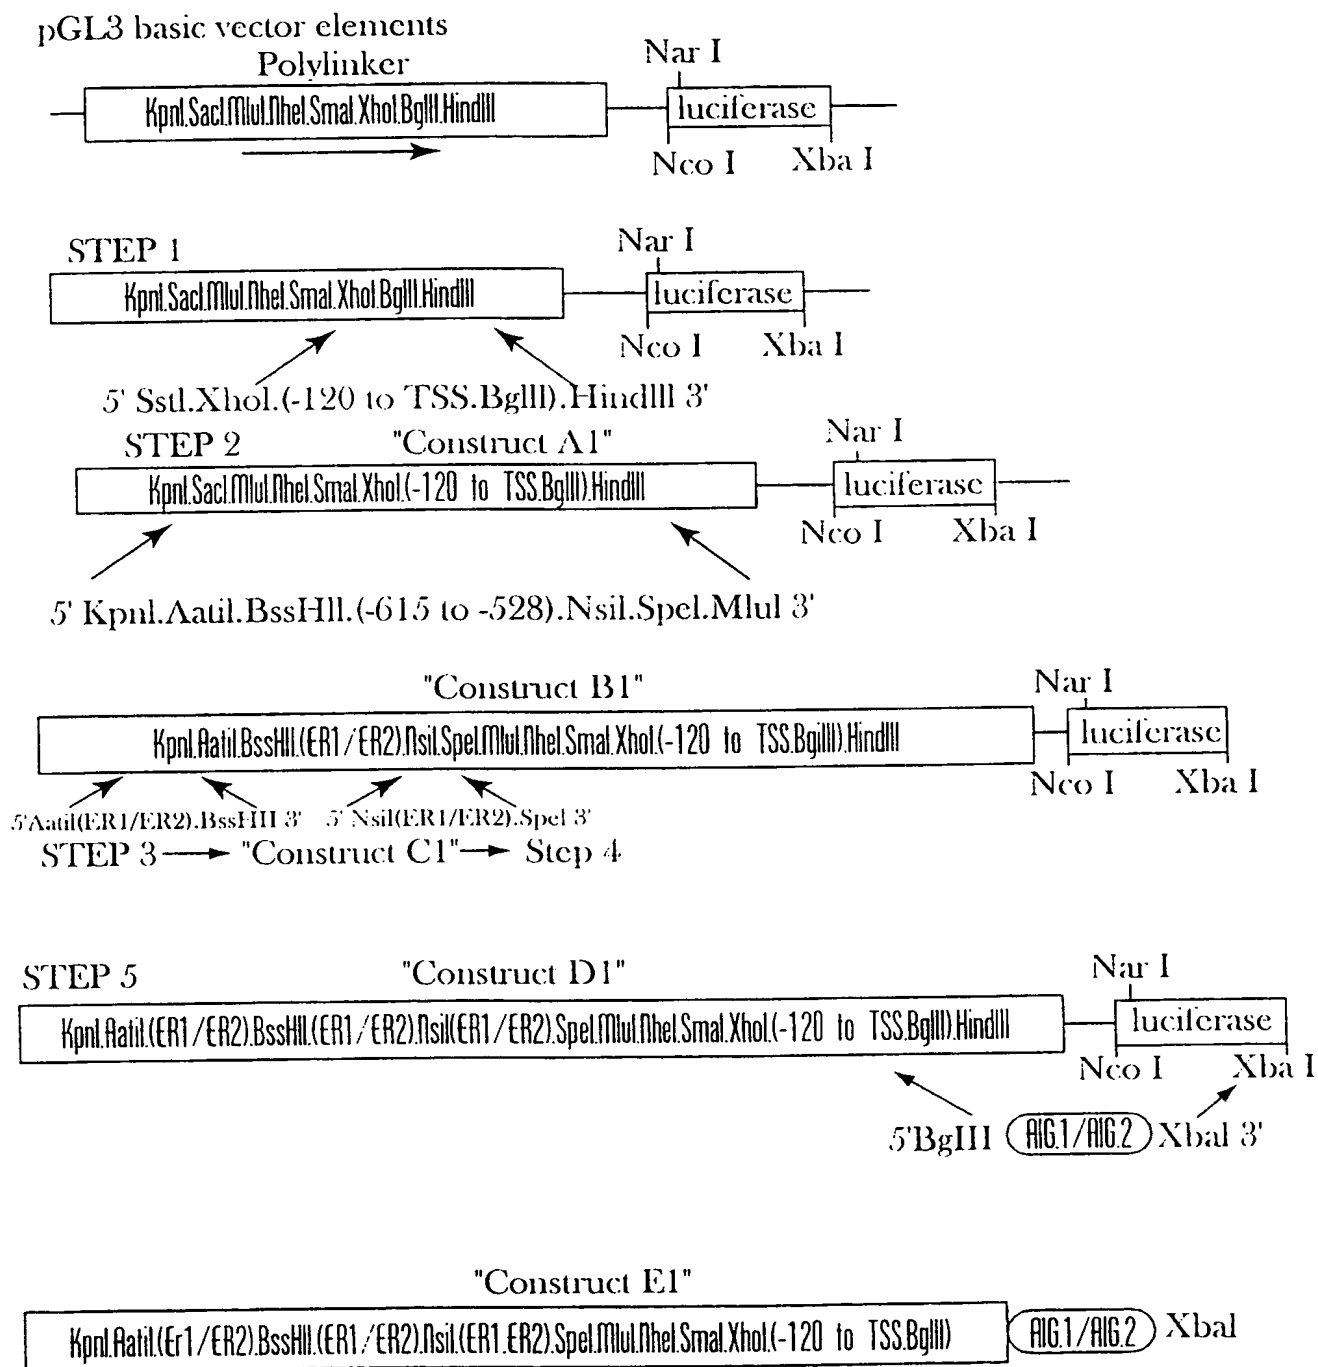 pGL3 basic vector elements
Polylinker
Nar I
KpnI.SacI.MluI.NheI.SmaI.XhoI.BglII.HindIII
luciferase
Nco I Xba I
STEP 1
Nar I
KpnI.SacI.MluI.NheI.SmaI.XhoI.BglII.HindIII
luciferase
Nco I Xba I
5' SstI.XhoI.(-120 to TSS.BglII).HindIII 3'
STEP 2 "Construct A1"
Nar I
KpnI.SacI.MluI.NheI.SmaI.XhoI.(-120 to TSS.BglII).HindIII
luciferase
Nco I Xba I
5' KpnI.AatiI.BssHII.(-615 to -528).NsiI.SpeI.MluI 3'
"Construct B1"
Nar I
KpnI.AatiI.BssHII.(ER1/ER2).NsiI.SpeI.MluI.NheI.SmaI.XhoI.(-120 to TSS.BgiIII).HindIII
luciferase
Nco I Xba I
5'AatiI(ER1/ER2).BssHII 3' 5' NsiI(ER1/ER2).SpeI 3'
STEP 3 "Construct C1" Step 4
STEP 5 "Construct D1"
Nar I
KpnI.AatiI.(ER1/ER2).BssHII.(ER1/ER2).NsiI(ER1/ER2).SpeI.MluI.NheI.SmaI.XhoI.(-120 to TSS.BglII).HindIII
luciferase
Nco I Xba I
5'BgIII AIG.1/AIG.2 XbaI 3'
"Construct E1"
KpnI.AatiI.(Er1/ER2).BssHII.(ER1/ER2).NsiI.(ER1.ER2).SpeI.MluI.NheI.SmaI.XhoI.(-120 to TSS.BglII)
AIG.1/AIG.2 XbaI